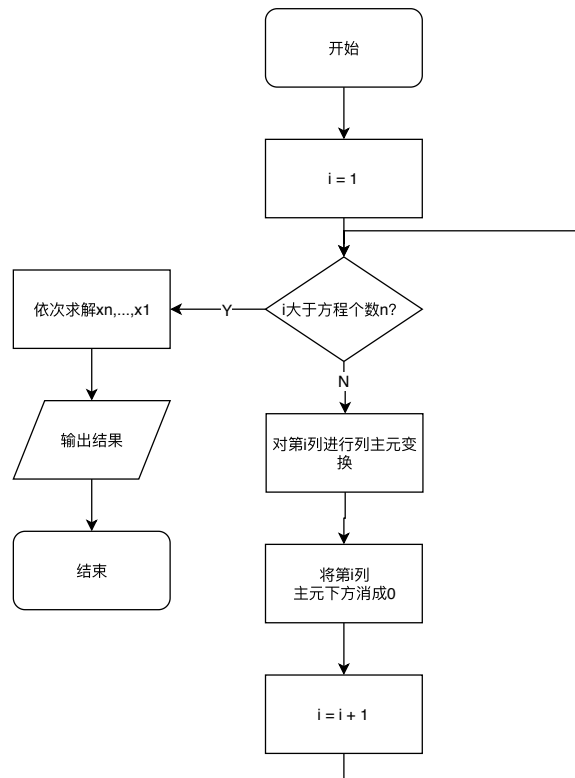 开始
i = 1
i大于方程个数n?
Y
依次求解xn,...,x1
N
输出结果
对第i列进行列主元变
换
结束
将第i列
主元下方消成0
i = i + 1